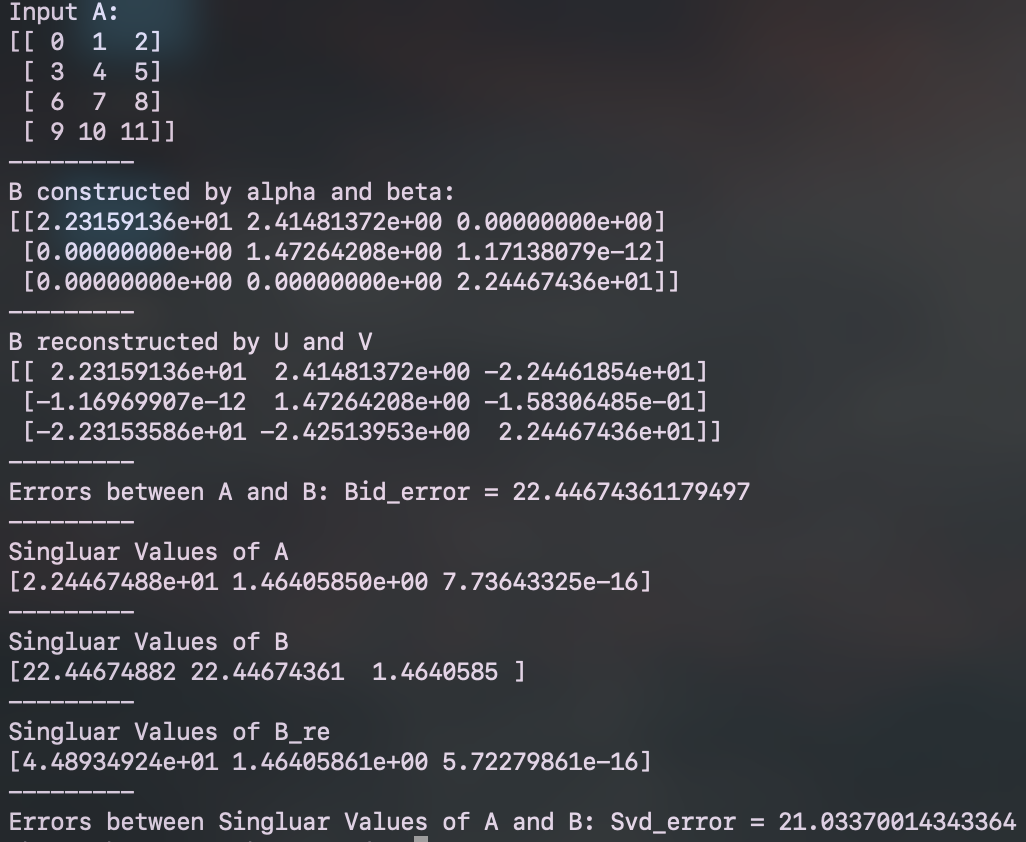 Input A:
[[ 0  1  2]
 [ 3  4  5]
 [ 6  7  8]
 [ 9 10 11]]
—————————
B constructed by alpha and beta:
[[2.23159136e+01 2.41481372e+00 0.00000000e+00]
 [0.00000000e+00 1.47264208e+00 1.17138079e-12]
 [0.00000000e+00 0.00000000e+00 2.24467436e+01]]
—————————
B reconstructed by U and V
[[ 2.23159136e+01  2.41481372e+00 -2.24461854e+01]
 [-1.16969907e-12  1.47264208e+00 -1.58306485e-01]
 [-2.23153586e+01 -2.42513953e+00  2.24467436e+01]]
—————————
Errors between A and B: Bid_error = 22.44674361179497
—————————
Singluar Values of A
[2.24467488e+01 1.46405850e+00 7.73643325e-16]
—————————
Singluar Values of B
[22.44674882 22.44674361  1.4640585 ]
—————————
Singluar Values of B_re
[4.48934924e+01 1.46405861e+00 5.72279861e-16]
—————————
Errors between Singluar Values of A and B: Svd_error = 21.03370014343364